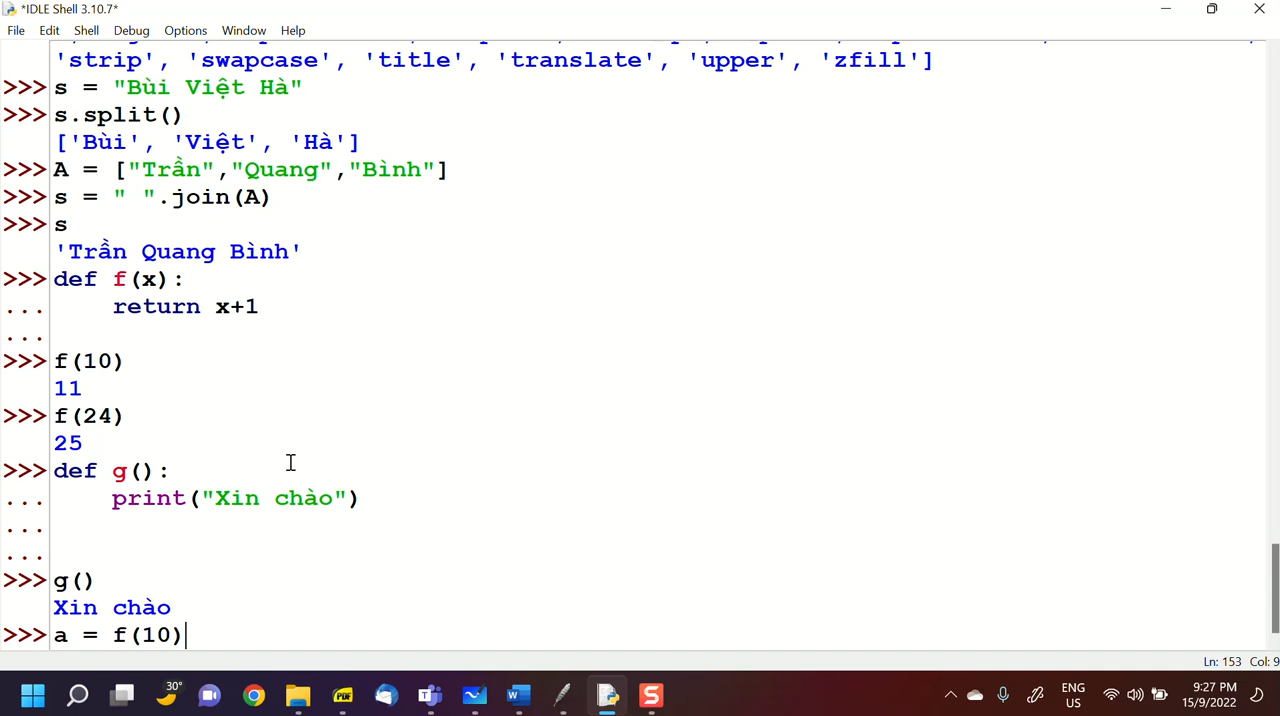 *IDLE Shell 3.10.7*
File Edit Shell Debug Options Window Help
'strip', 'swapcase', 'title', 'translate', 'upper', 'zfill']
>>> s = "Bùi Việt Hà"
>>> s.split()
['Bùi', 'Việt', 'Hà']
>>> A = ["Trần","Quang","Bình"]
>>> s = " ".join(A)
>>> s
'Trần Quang Bình'
>>> def f(x):
...     return x+1
...
>>> f(10)
11
>>> f(24)
25
>>> def g():
...     print("Xin chào")
...
...
>>> g()
Xin chào
>>> a = f(10)
Ln: 153 Col: 9
30°
PDF
ENG
US
9:27 PM
15/9/2022